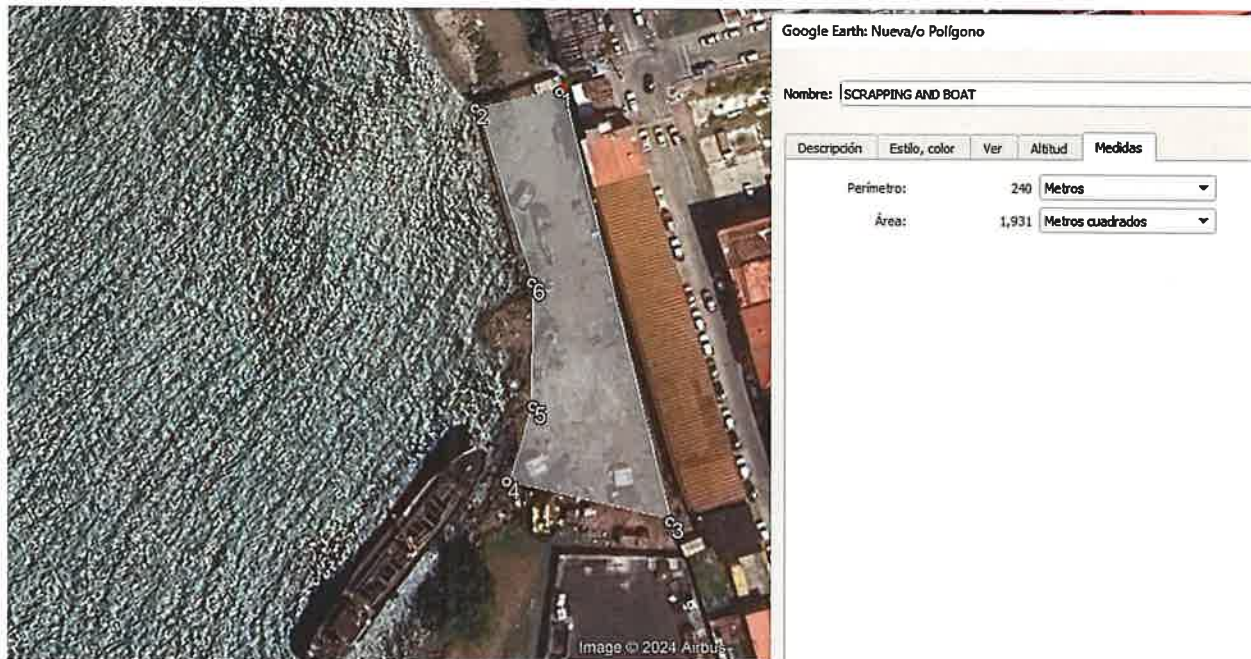 Google Earth: Nueva/o Polígono
Nombre: SCRAPPING AND BOAT
Descripción Estilo, color Ver Altitud Medidas
Perímetro: 240 Metros
Área: 1,931 Metros cuadrados
1
2
6
5
4
3
Image © 2024 Airbus